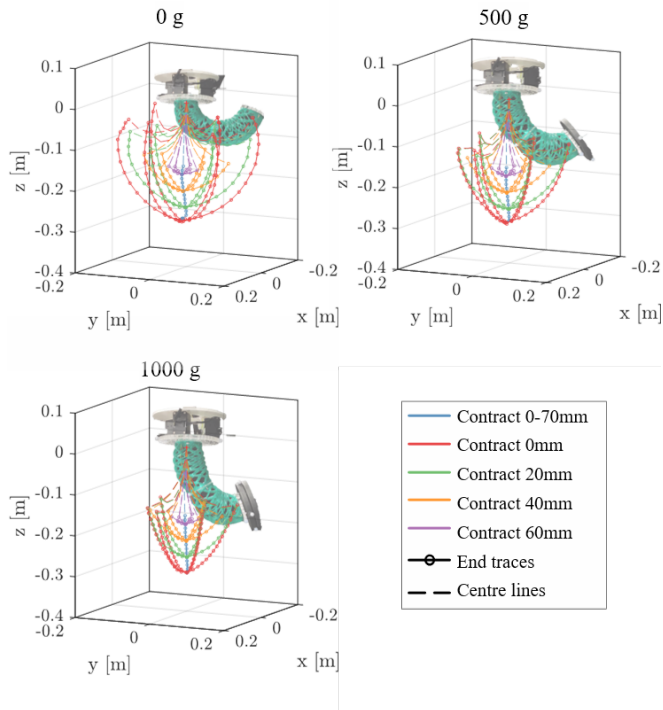 0 g
0.1
0
-0.1
-0.2
-0.3
-0.4
z [m]
-0.2
0
0.2
y [m]
0.2
0
-0.2
x [m]
500 g
0.1
0
-0.1
-0.2
-0.3
-0.4
z [m]
-0.2
0
0.2
y [m]
0.2
0
-0.2
x [m]
1000 g
0.1
0
-0.1
-0.2
-0.3
-0.4
z [m]
-0.2
0
0.2
y [m]
0.2
0
-0.2
x [m]
Contract 0-70mm
Contract 0mm
Contract 20mm
Contract 40mm
Contract 60mm
End traces
Centre lines